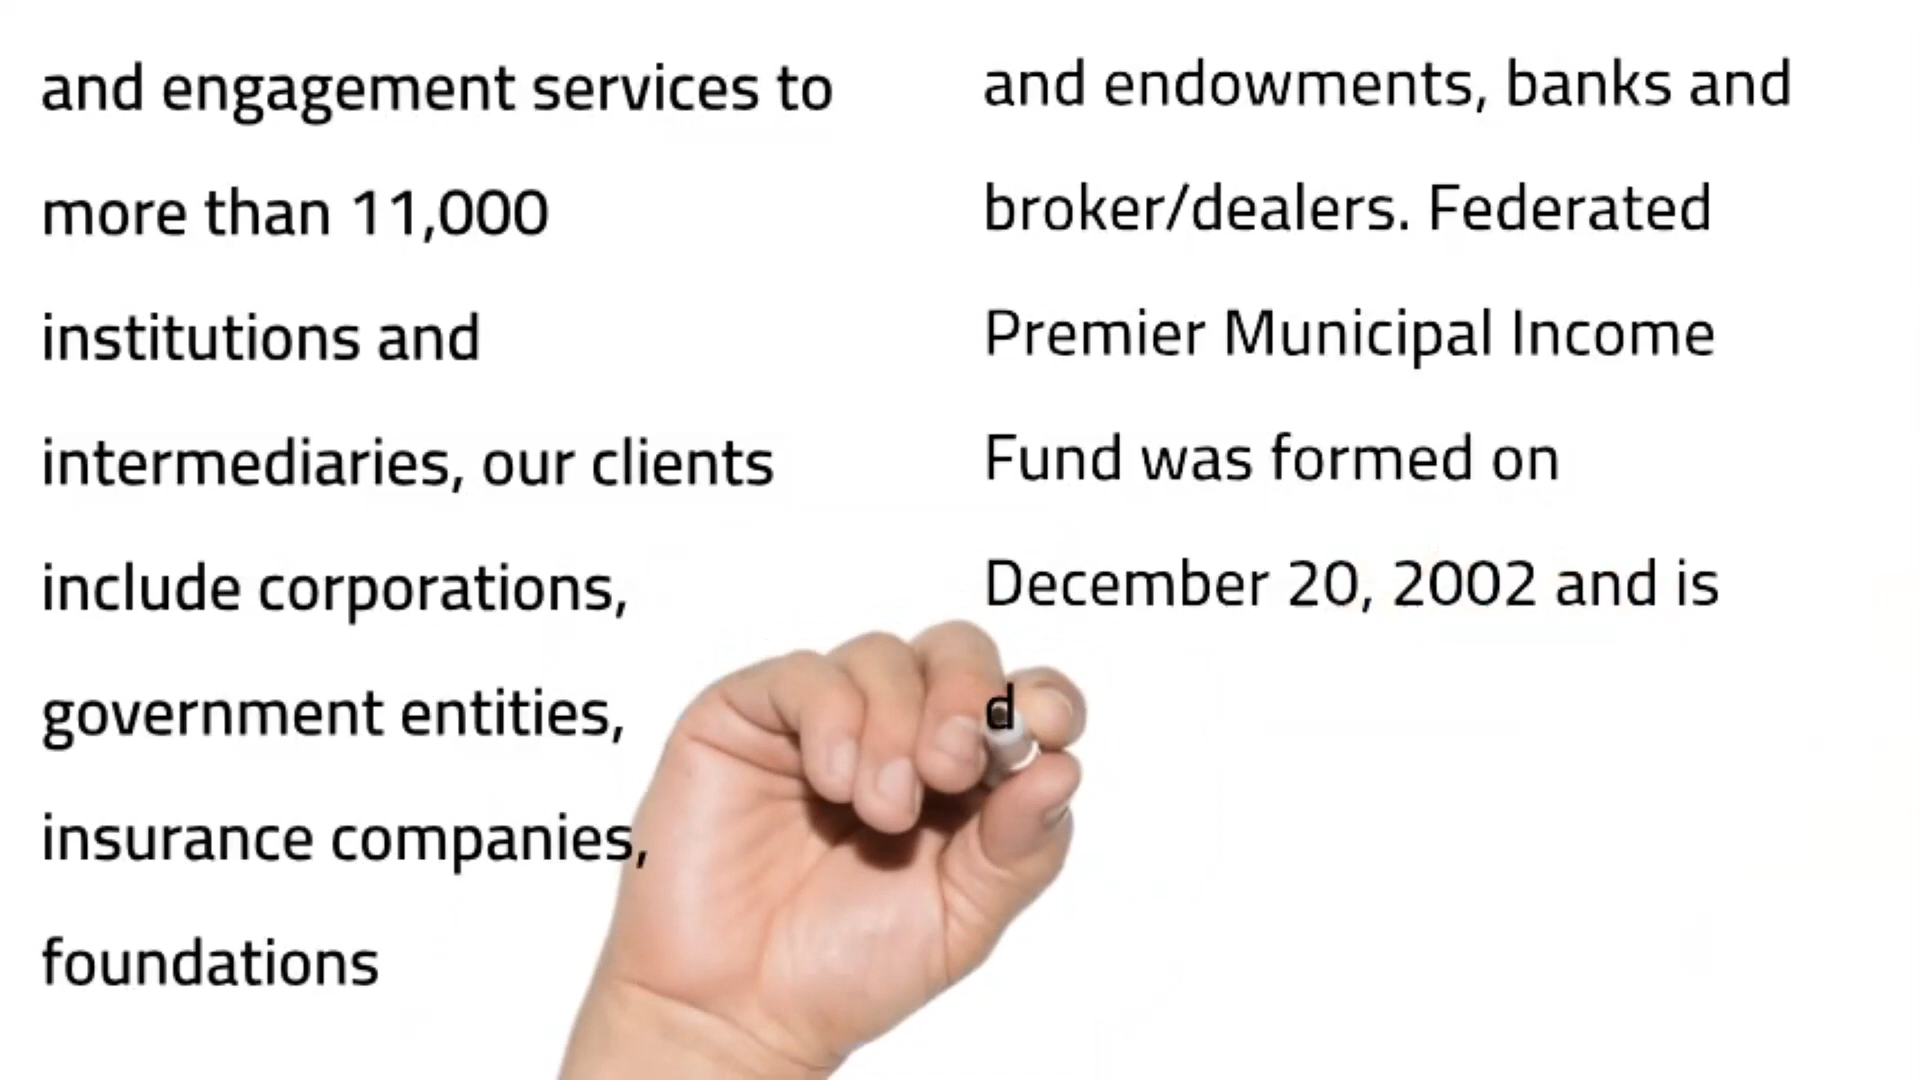 and engagement services to
more than 11,000
institutions and
intermediaries, our clients
include corporations,
government entities,
insurance companies,
foundations
and endowments, banks and
broker/dealers. Federated
Premier Municipal Income
Fund was formed on
December 20, 2002 and is
d